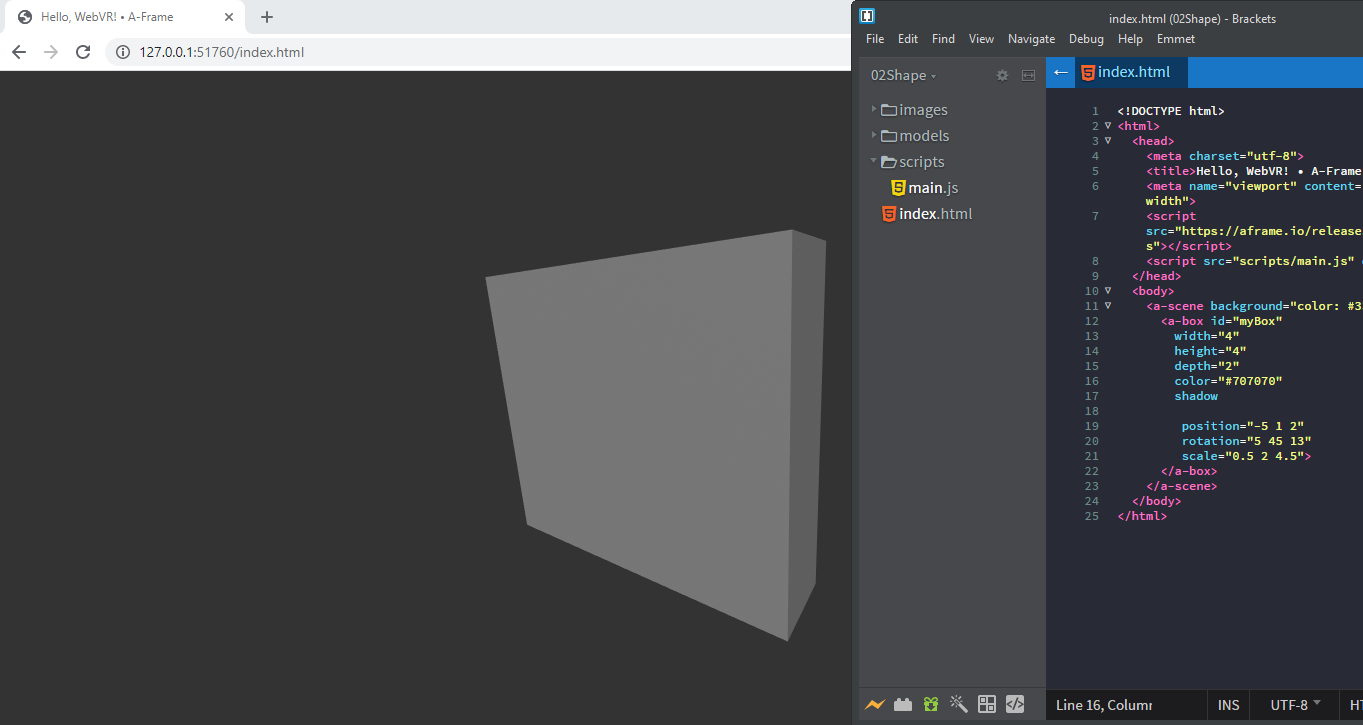 Hello, WebVR! • A-Frame
127.0.0.1:51760/index.html
index.html (02Shape) - Brackets
File Edit Find View Navigate Debug Help Emmet
02Shape
images
models
scripts
main.js
index.html
index.html
1 <!DOCTYPE html>
2 <html>
3 <head>
4 <meta charset="utf-8">
5 <title>Hello, WebVR! • A-Frame
6 <meta name="viewport" content=
width">
7 <script
src="https://aframe.io/release
s"></script>
8 <script src="scripts/main.js"
9 </head>
10 <body>
11 <a-scene background="color: #3
12 <a-box id="myBox"
13 width="4"
14 height="4"
15 depth="2"
16 color="#707070"
17 shadow
18
19 position="-5 1 2"
20 rotation="5 45 13"
21 scale="0.5 2 4.5">
22 </a-box>
23 </a-scene>
24 </body>
25 </html>
Line 16, Column INS UTF-8 HT